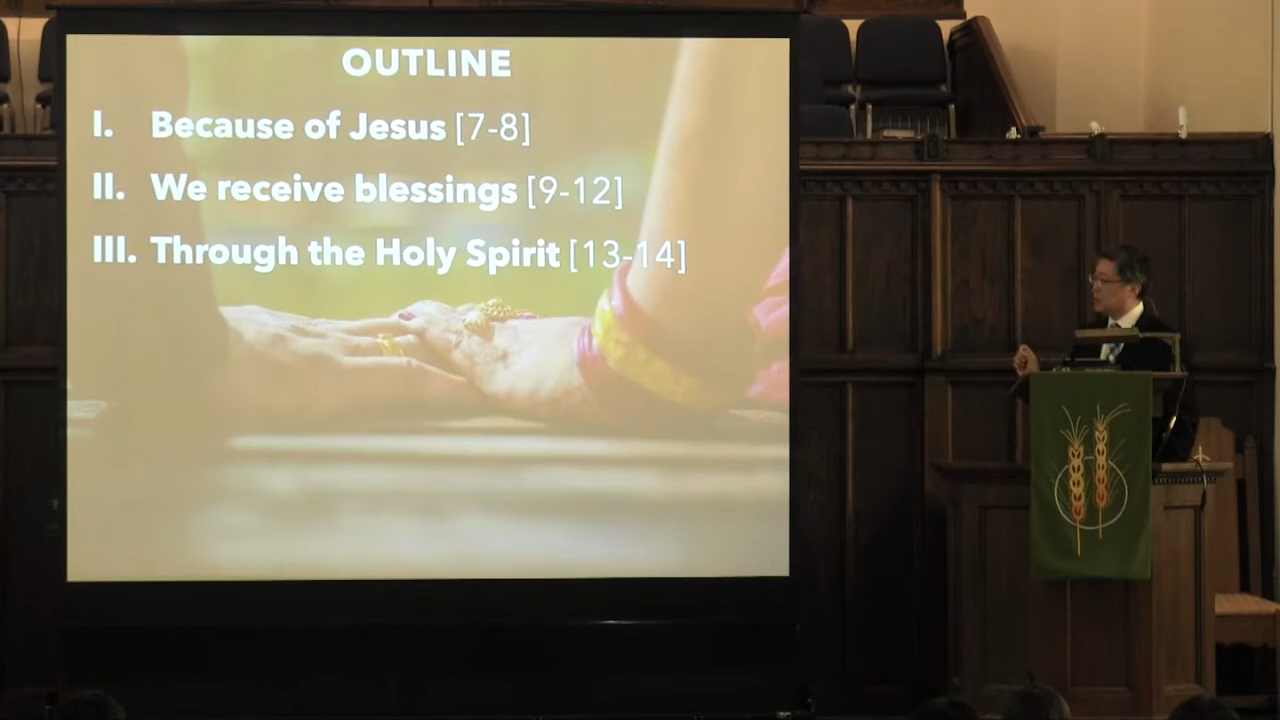 OUTLINE
I. Because of Jesus [7-8]
II. We receive blessings [9-12]
III. Through the Holy Spirit [13-14]